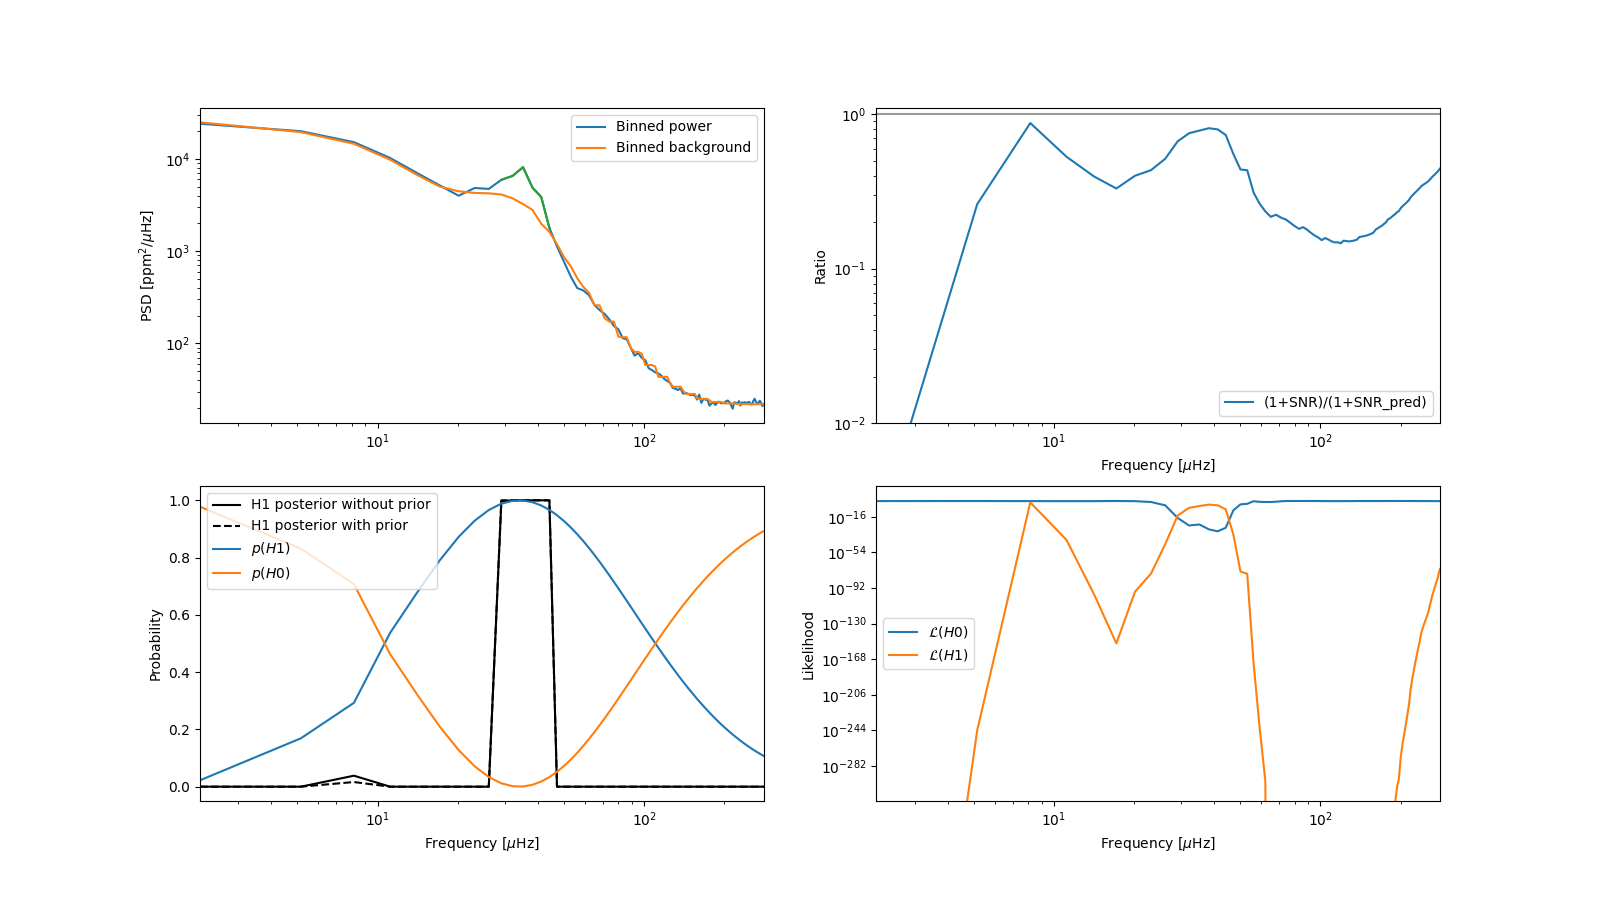 Binned power
Binned background
PSD [ppm²/μHz]
10⁴
10³
10²
10¹
10²
Ratio
10⁰
10⁻¹
10⁻²
(1+SNR)/(1+SNR_pred)
10¹
10²
Frequency [μHz]
H1 posterior without prior
H1 posterior with prior
p(H1)
p(H0)
Probability
1.0
0.8
0.6
0.4
0.2
0.0
10¹
10²
Frequency [μHz]
Likelihood
10⁻¹⁶
10⁻⁵⁴
10⁻⁹²
10⁻¹³⁰
10⁻¹⁶⁸
10⁻²⁰⁶
10⁻²⁴⁴
10⁻²⁸²
ℒ(H0)
ℒ(H1)
10¹
10²
Frequency [μHz]